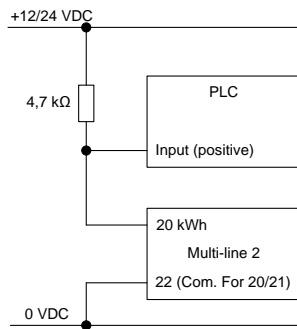 +12/24 VDC
4,7 kΩ
PLC
Input (positive)
20 kWh
Multi-line 2
22 (Com. For 20/21)
0 VDC